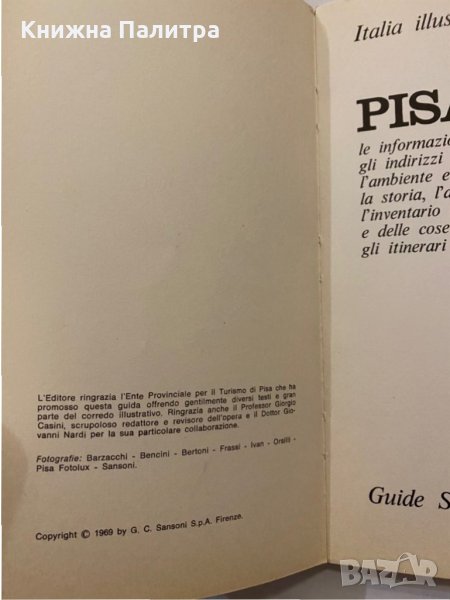 Книжна Палитра
L'Editore ringrazia l'Ente Provinciale per il Turismo di Pisa che ha
promosso questa guida offrendo gentilmente diversi testi e gran
parte del corredo illustrativo. Ringrazia anche il Professor Giorgio
Casini, scrupoloso redattore e revisore dell'opera e il Dottor Gio-
vanni Nardi per la sua particolare collaborazione.
Fotografie: Barzacchi - Bencini - Bertoni - Frassi - Ivan - Orsilli -
Pisa Fotolux - Sansoni.
Copyright © 1969 by G. C. Sansoni S.p.A. Firenze.
Italia illus
PISA
le informazio
gli indirizzi
l'ambiente e
la storia, l'a
l'inventario
e delle cose
gli itinerari
Guide S
BAZAR